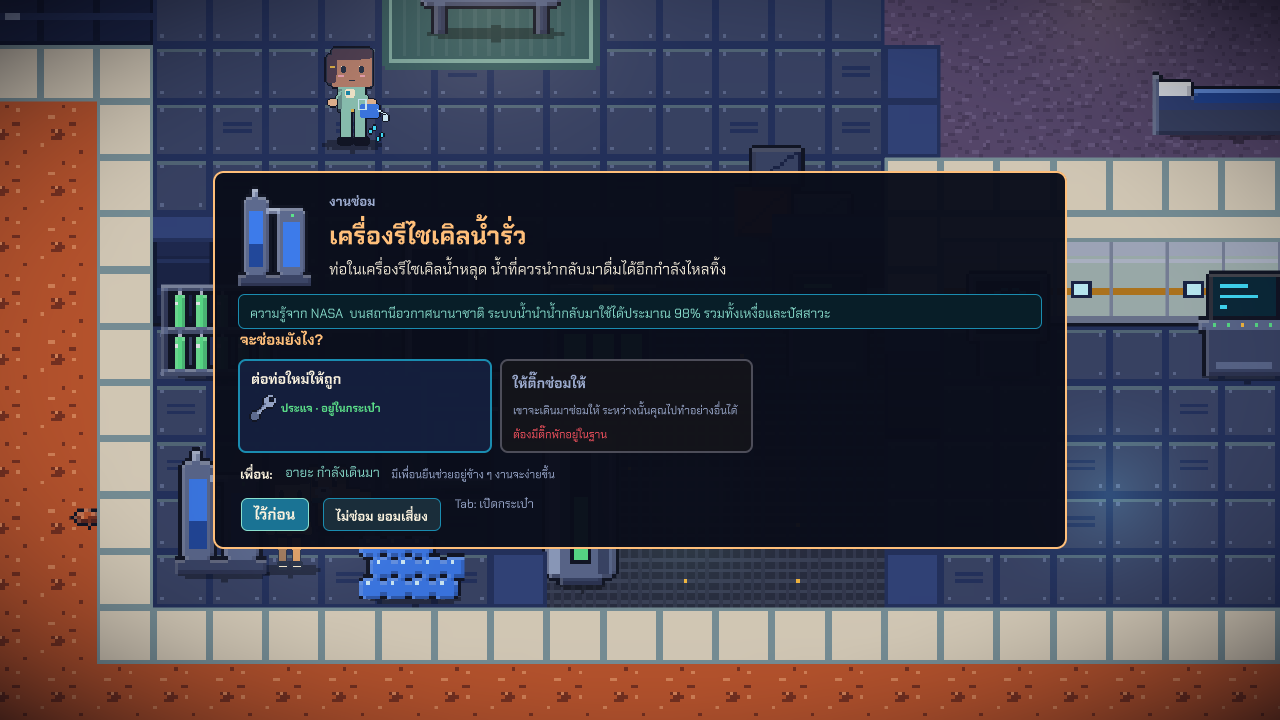 งานซ่อม
เครื่องรีไซเคิลน้ำรั่ว
ท่อในเครื่องรีไซเคิลน้ำหลุด น้ำที่ควรนำกลับมาดื่มได้อีกกำลังไหลทิ้ง
ความรู้จาก NASA บนสถานีอวกาศนานาชาติ ระบบน้ำนำน้ำกลับมาใช้ได้ประมาณ 98% รวมทั้งเหงื่อและปัสสาวะ
จะซ่อมยังไง?
ต่อท่อใหม่ให้ถูก
ประแจ · อยู่ในกระเป๋า
ให้ติ๊กซ่อมให้
เขาจะเดินมาซ่อมให้ ระหว่างนั้นคุณไปทำอย่างอื่นได้
ต้องมีติ๊กพักอยู่ในฐาน
เพื่อน: อายะ กำลังเดินมา มีเพื่อนยืนช่วยอยู่ข้าง ๆ งานจะง่ายขึ้น
ไว้ก่อน
ไม่ซ่อม ยอมเสี่ยง
Tab: เปิดกระเป๋า